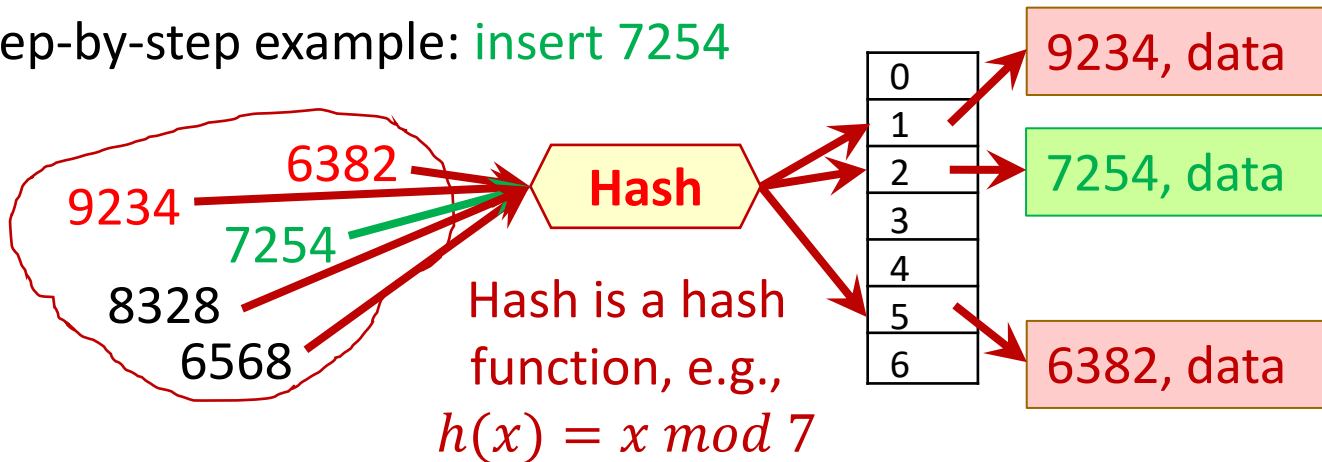 ep-by-step example: insert 7254
6382
9234
7254
8328
6568
Hash
Hash is a hash
function, e.g.,
h(x) = x mod 7
0
1
2
3
4
5
6
9234, data
7254, data
6382, data